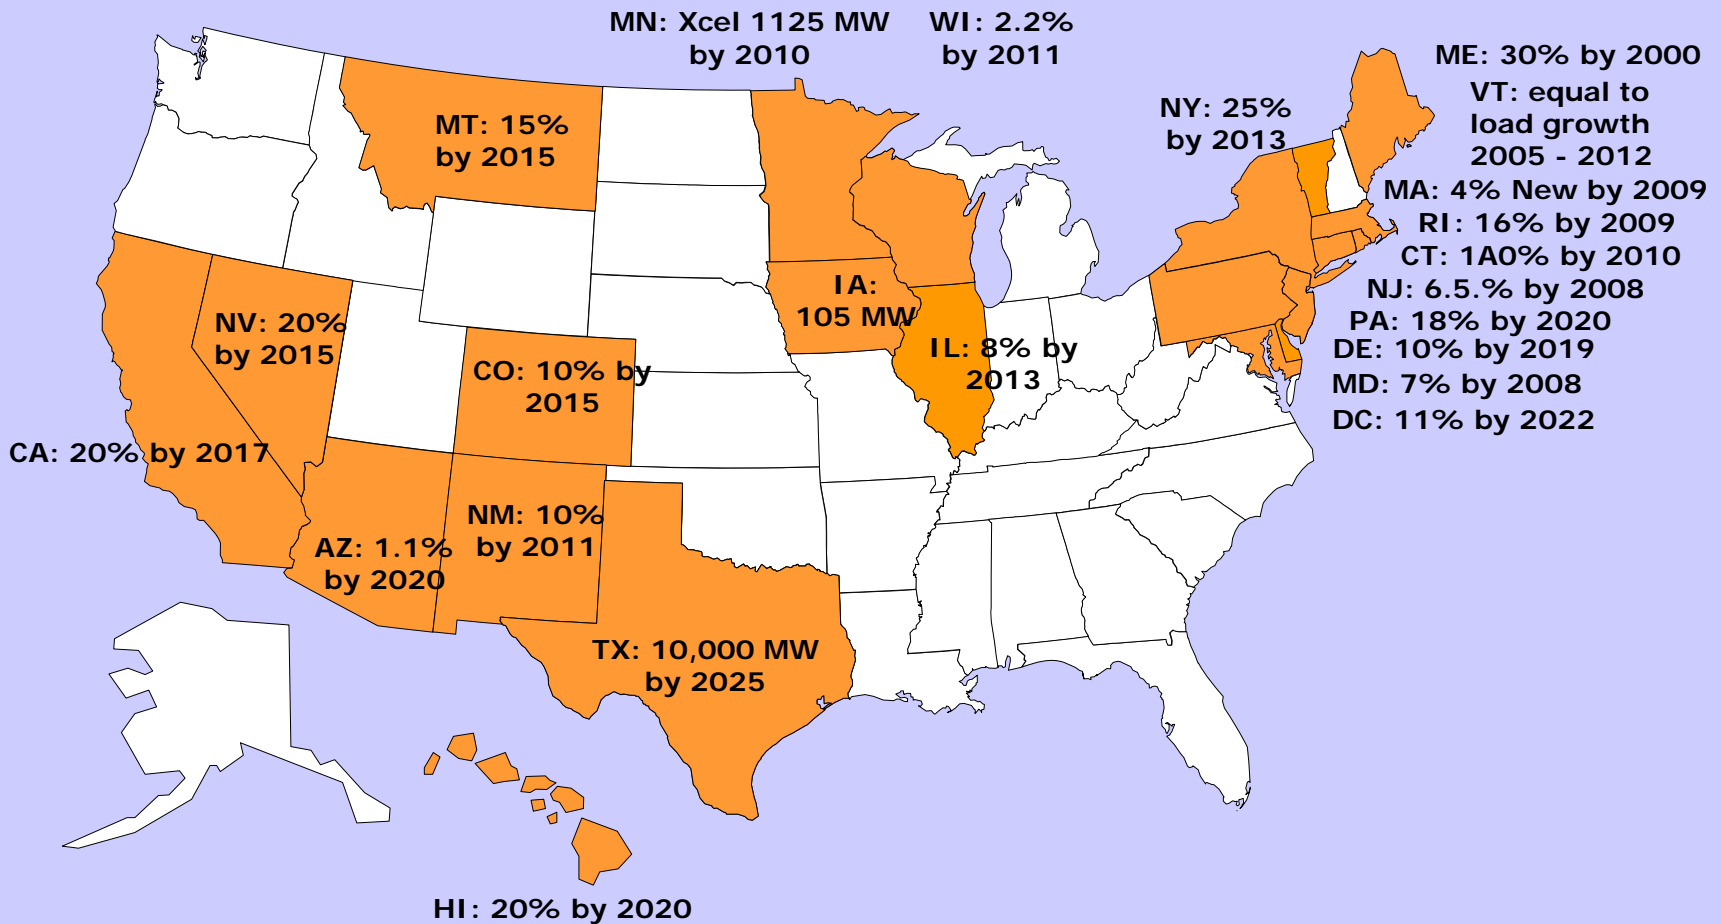 MN: Xcel 1125 MW
by 2010
WI: 2.2%
by 2011
ME: 30% by 2000
VT: equal to
load growth
2005 - 2012
NY: 25%
by 2013
MT: 15%
by 2015
MA: 4% New by 2009
RI: 16% by 2009
CT: 1A0% by 2010
NJ: 6.5.% by 2008
PA: 18% by 2020
DE: 10% by 2019
MD: 7% by 2008
DC: 11% by 2022
IA:
105 MW
NV: 20%
by 2015
IL: 8% by
2013
CO: 10% by
2015
CA: 20% by 2017
NM: 10%
by 2011
AZ: 1.1%
by 2020
TX: 10,000 MW
by 2025
HI: 20% by 2020